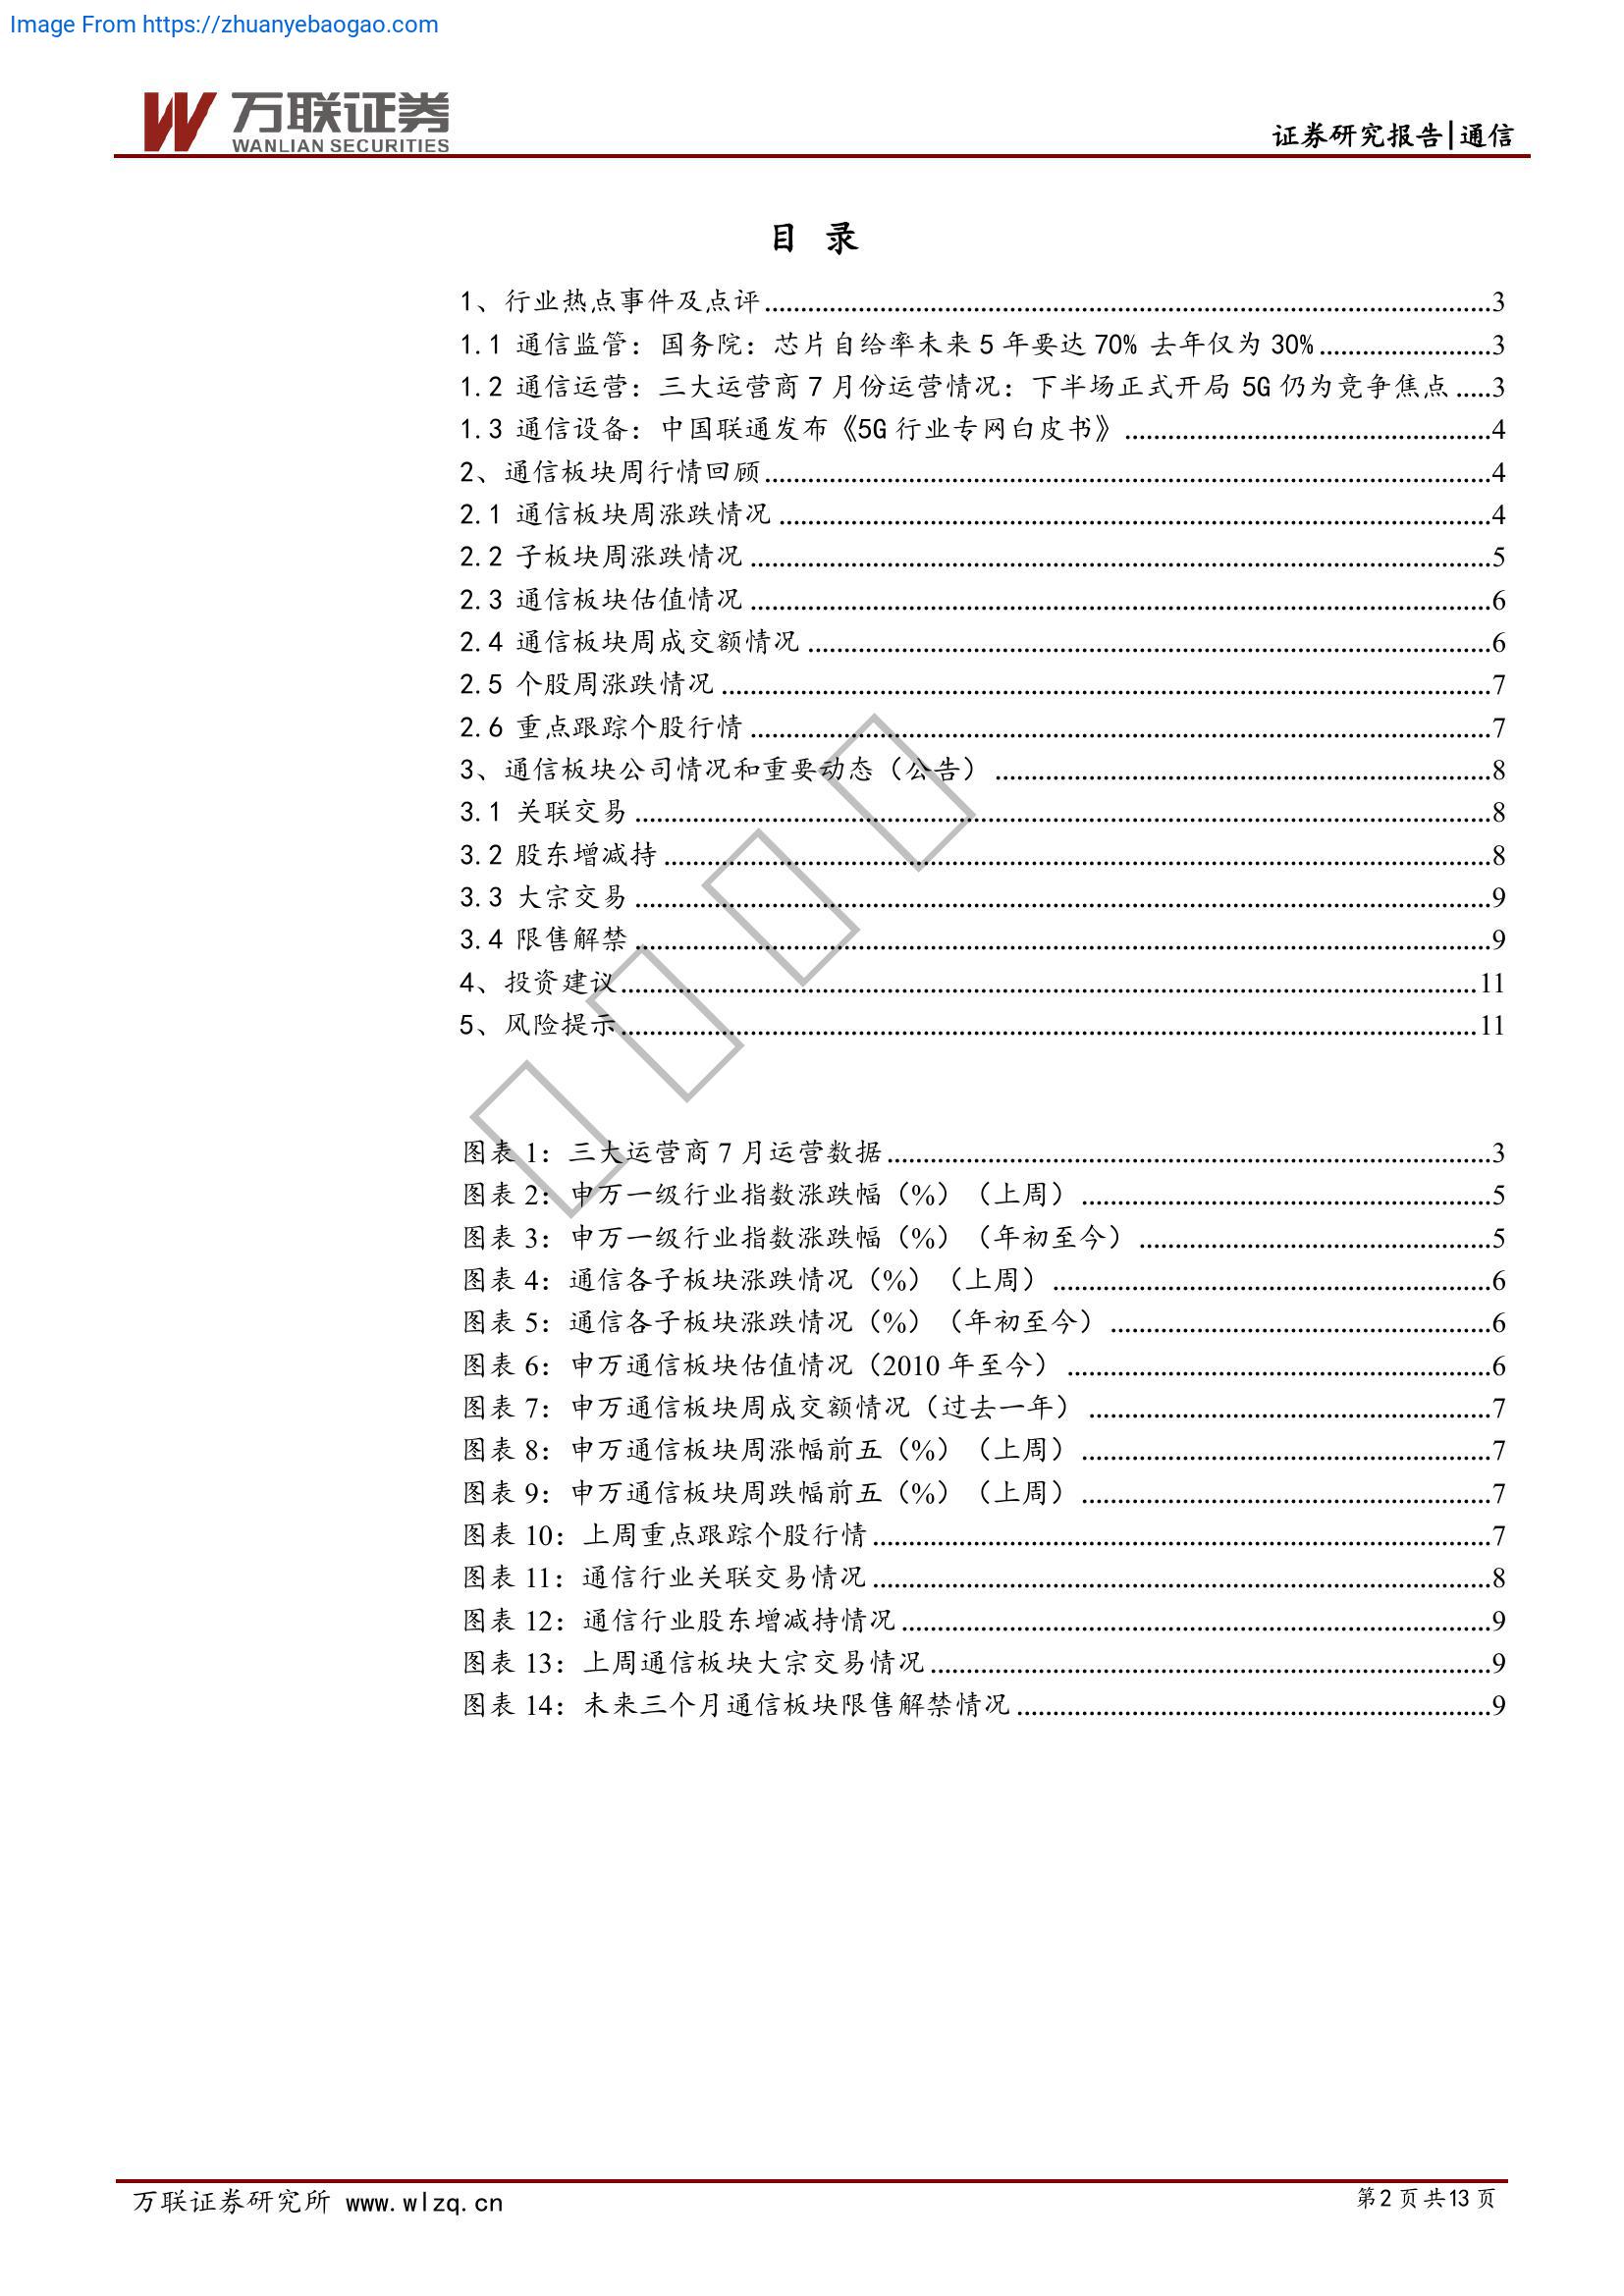 Image From https://zhuanyebaogao.com
万联证券
WANLIAN SECURITIES
证券研究报告|通信
目 录
1、行业热点事件及点评........3
1.1 通信监管：国务院：芯片自给率未来5年要达70% 去年仅为30%........3
1.2 通信运营：三大运营商7月份运营情况：下半场正式开局 5G仍为竞争焦点.....3
1.3 通信设备：中国联通发布《5G行业专网白皮书》........4
2、通信板块周行情回顾........4
2.1 通信板块周涨跌情况........4
2.2 子板块周涨跌情况........5
2.3 通信板块估值情况........6
2.4 通信板块周成交额情况........6
2.5 个股周涨跌情况........7
2.6 重点跟踪个股行情........7
3、通信板块公司情况和重要动态（公告）........8
3.1 关联交易........8
3.2 股东增减持........8
3.3 大宗交易........9
3.4 限售解禁........9
4、投资建议........11
5、风险提示........11
图表 1：三大运营商 7 月运营数据........3
图表 2：申万一级行业指数涨跌幅（%）（上周）........5
图表 3：申万一级行业指数涨跌幅（%）（年初至今）........5
图表 4：通信各子板块涨跌情况（%）（上周）........6
图表 5：通信各子板块涨跌情况（%）（年初至今）........6
图表 6：申万通信板块估值情况（2010 年至今）........6
图表 7：申万通信板块周成交额情况（过去一年）........7
图表 8：申万通信板块周涨幅前五（%）（上周）........7
图表 9：申万通信板块周跌幅前五（%）（上周）........7
图表 10：上周重点跟踪个股行情........7
图表 11：通信行业关联交易情况........8
图表 12：通信行业股东增减持情况........9
图表 13：上周通信板块大宗交易情况........9
图表 14：未来三个月通信板块限售解禁情况........9
万联证券研究所 www.wlzq.cn
第2页共13页